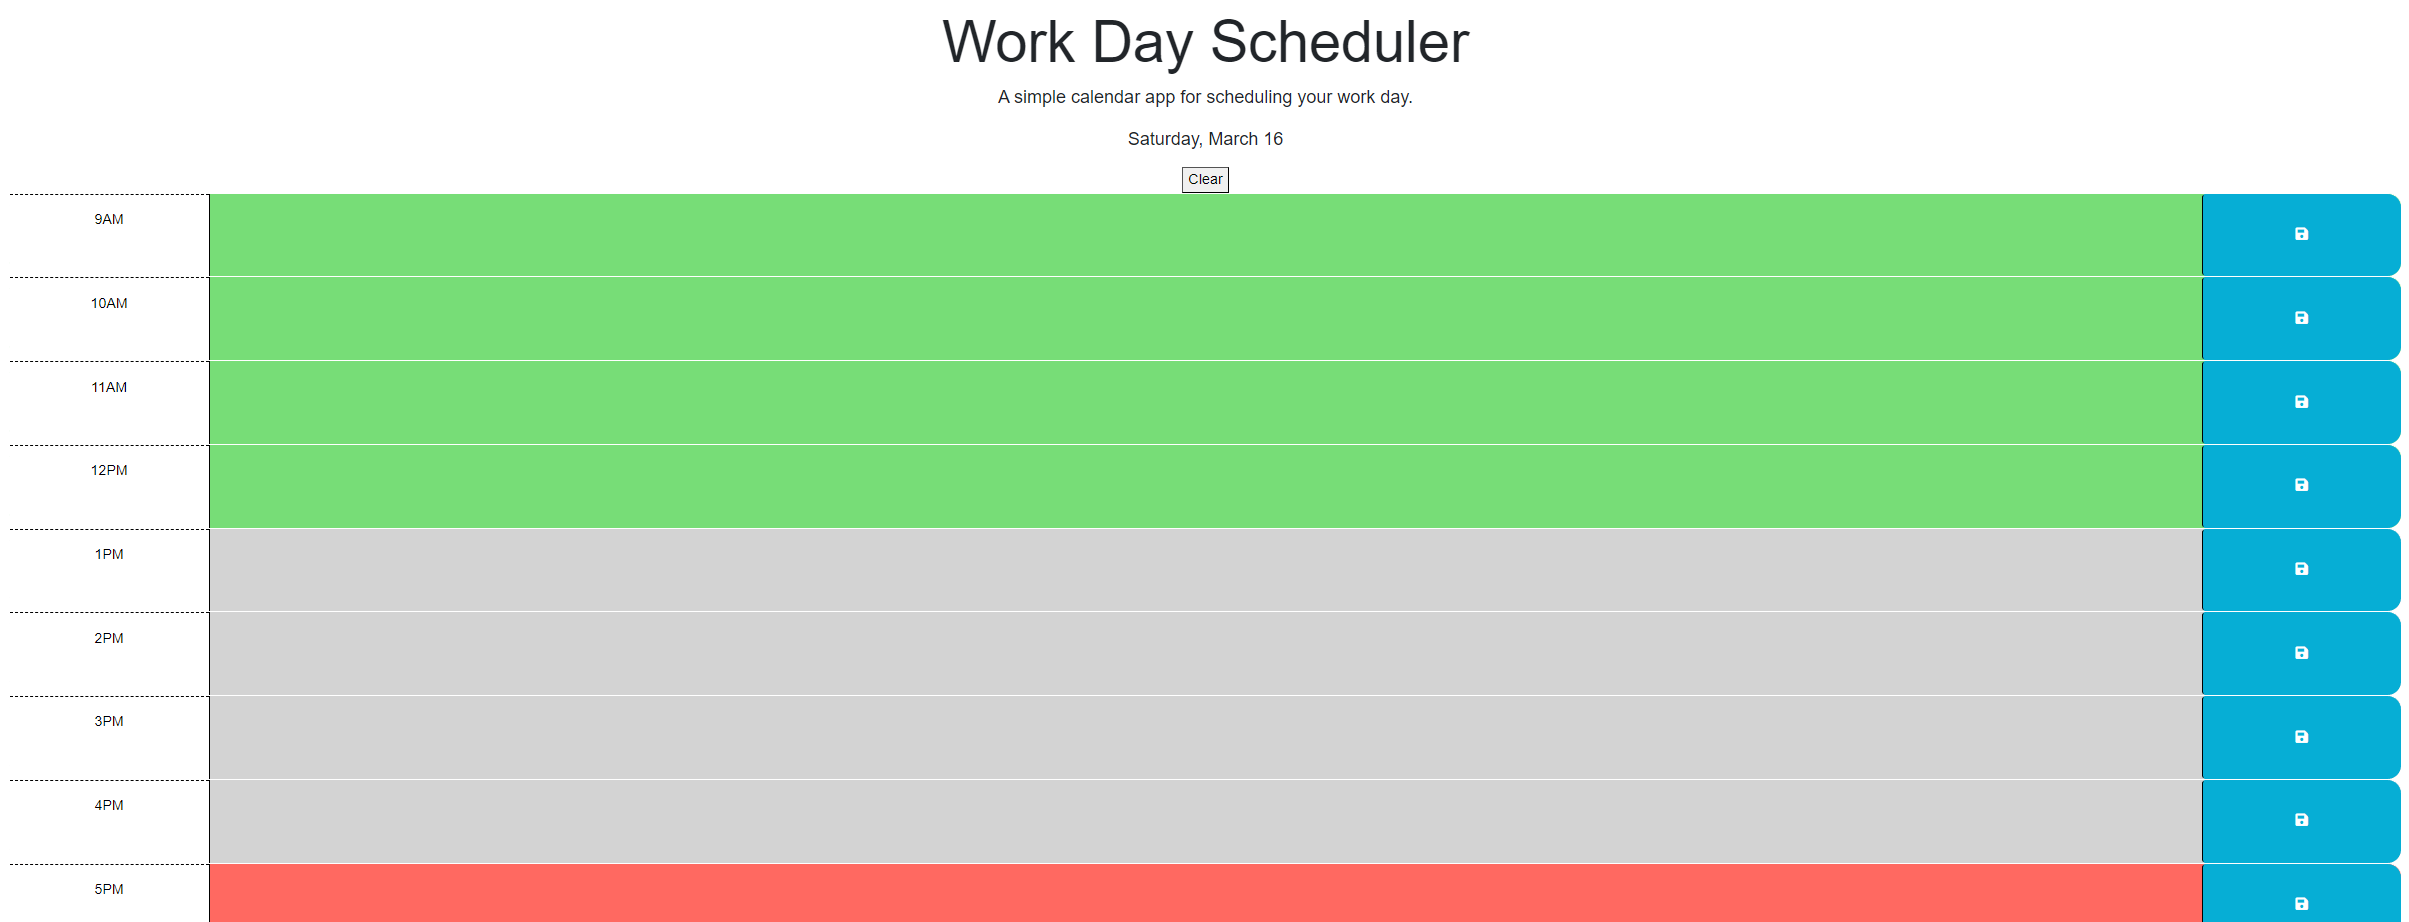 Work Day Scheduler
A simple calendar app for scheduling your work day.
Saturday, March 16
Clear
9AM
10AM
11AM
12PM
1PM
2PM
3PM
4PM
5PM